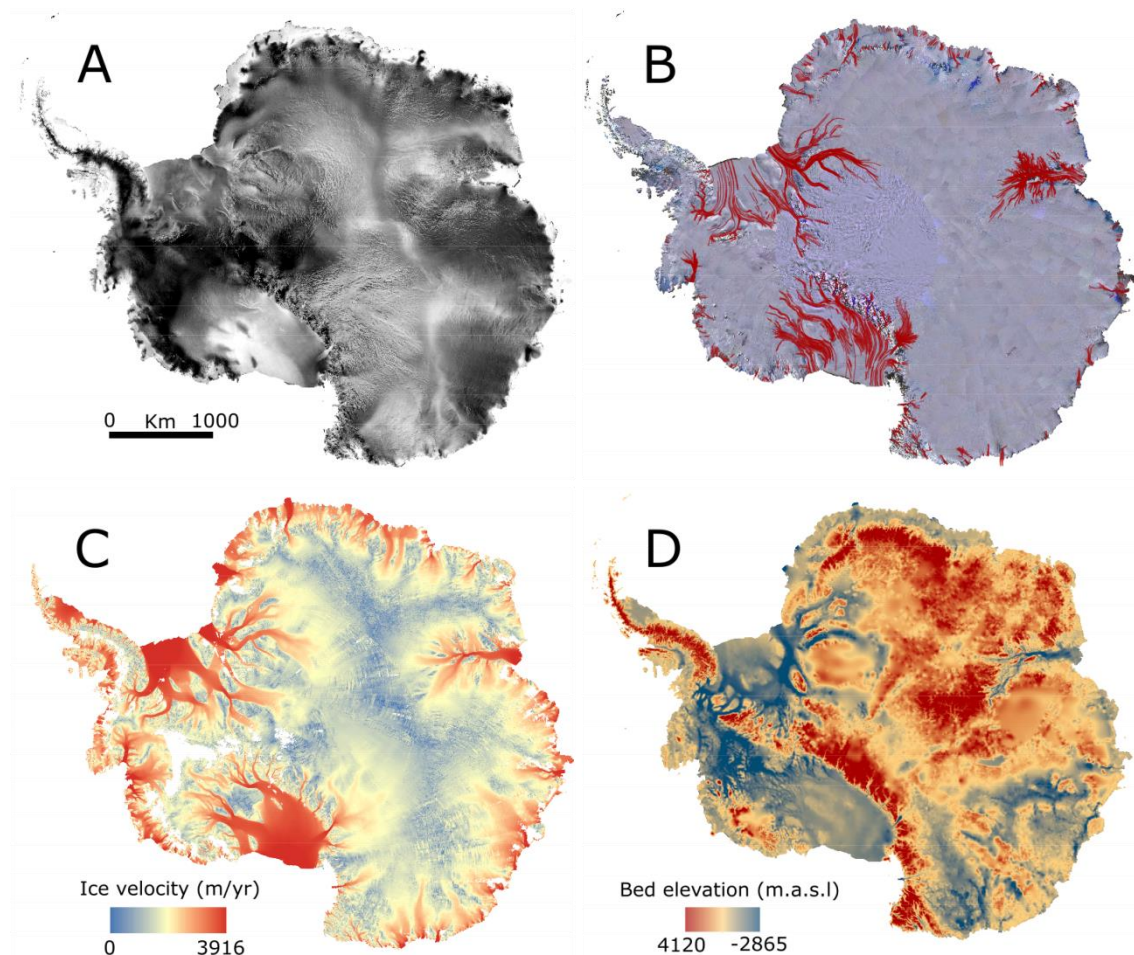 A
B
0 Km 1000
C
D
Ice velocity (m/yr)
0 3916
Bed elevation (m.a.s.l)
4120 -2865